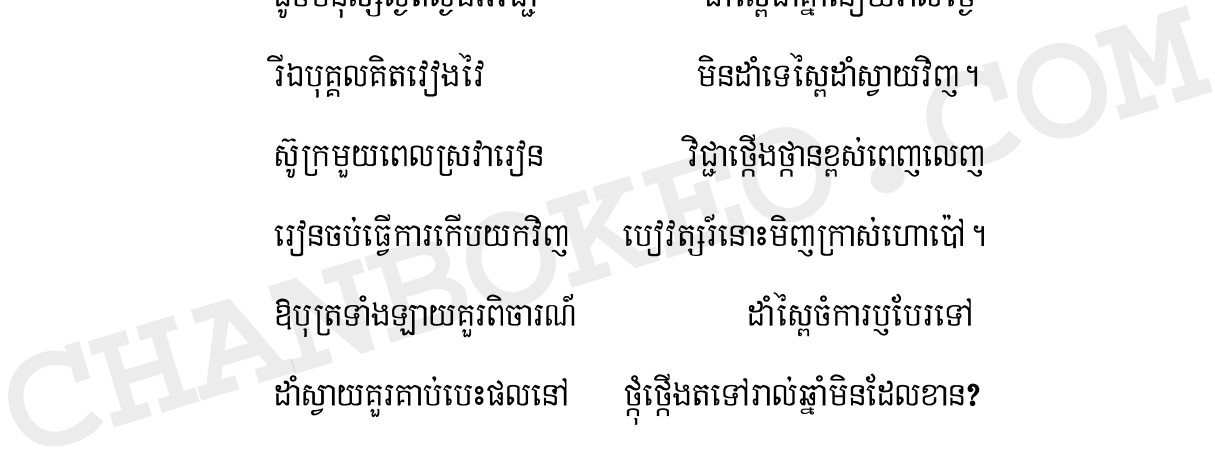 រីឯបុគ្គលគិតវៀងវៃ មិនដាំទេស្ពៃដាំស្វាយវិញ។
ស៊ូក្រមួយពេលស្រវារៀន វិជ្ជាថ្កើងថ្កានខ្ពស់ពេញលេញ
រៀនចប់ធ្វើការកើបយកវិញ បៀវត្សរ៍នោះមិញក្រាស់ហោប៉ៅ។
ឱបុត្រទាំងឡាយគួរពិចារណ៍ ដាំស្ពៃចំការប្ញបែរទៅ
ដាំស្វាយគួរគាប់បេះផលនៅ ថ្កុំថ្កើងតទៅរាល់ឆ្នាំមិនដែលខាន?
CHANBOKEO.COM